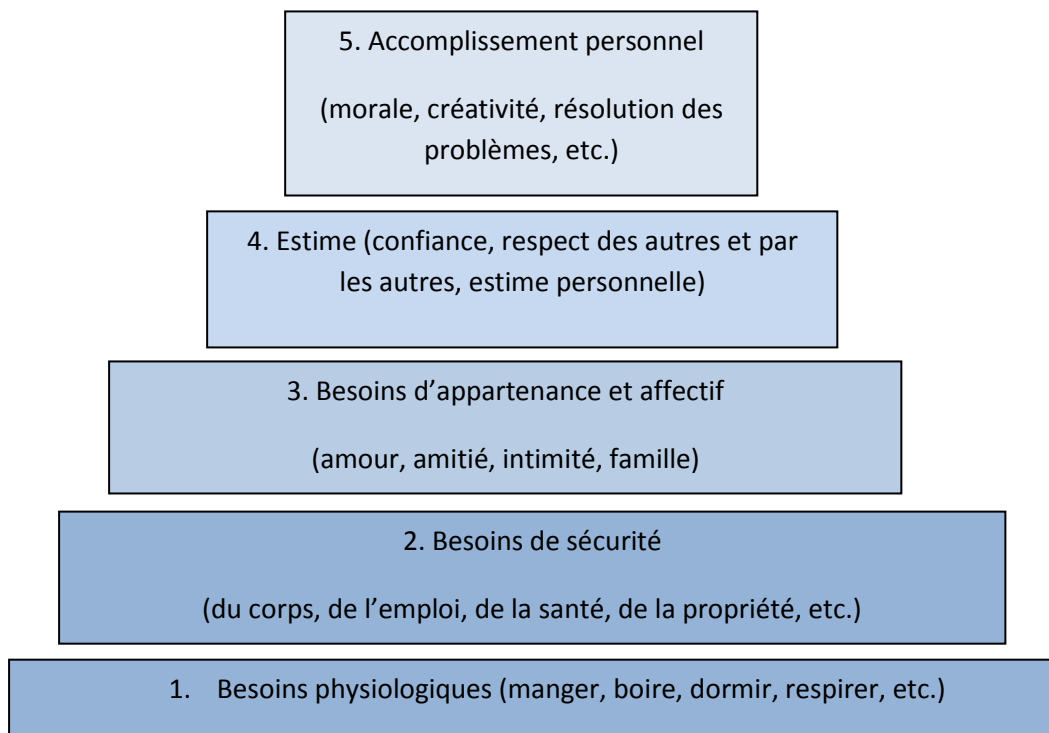 5. Accomplissement personnel
(morale, créativité, résolution des
problèmes, etc.)
4. Estime (confiance, respect des autres et par
les autres, estime personnelle)
3. Besoins d’appartenance et affectif
(amour, amitié, intimité, famille)
2. Besoins de sécurité
(du corps, de l’emploi, de la santé, de la propriété, etc.)
1. Besoins physiologiques (manger, boire, dormir, respirer, etc.)